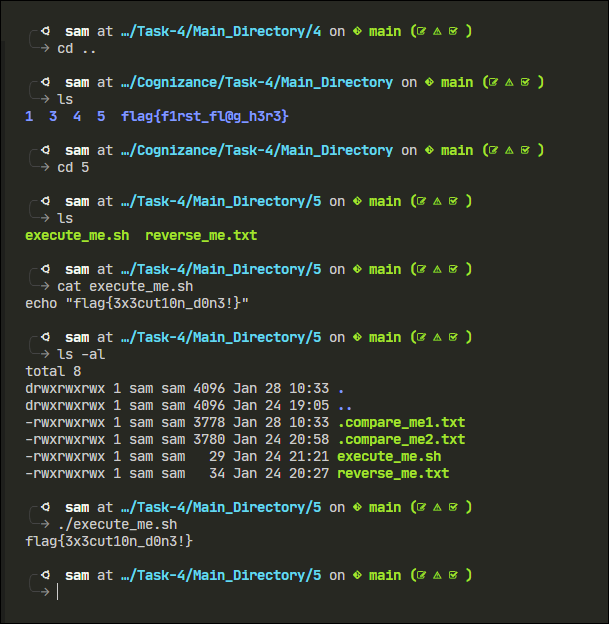 sam at …/Task-4/Main_Directory/4 on main (
cd ..
sam at …/Cognizance/Task-4/Main_Directory on main (    )
ls
1  3  4  5  flag{f1rst_fl@g_h3r3}
sam at …/Cognizance/Task-4/Main_Directory on main (    )
cd 5
sam at …/Task-4/Main_Directory/5 on main (    )
ls
execute_me.sh  reverse_me.txt
sam at …/Task-4/Main_Directory/5 on main (    )
cat execute_me.sh
echo "flag{3x3cut10n_d0n3!}"
sam at …/Task-4/Main_Directory/5 on main (    )
ls -al
total 8
drwxrwxrwx 1 sam sam 4096 Jan 28 10:33 .
drwxrwxrwx 1 sam sam 4096 Jan 24 19:05 ..
-rwxrwxrwx 1 sam sam 3778 Jan 28 10:33 .compare_me1.txt
-rwxrwxrwx 1 sam sam 3780 Jan 24 20:58 .compare_me2.txt
-rwxrwxrwx 1 sam sam   29 Jan 24 21:21 execute_me.sh
-rwxrwxrwx 1 sam sam   34 Jan 24 20:27 reverse_me.txt
sam at …/Task-4/Main_Directory/5 on main (    )
./execute_me.sh
flag{3x3cut10n_d0n3!}
sam at …/Task-4/Main_Directory/5 on main (    )